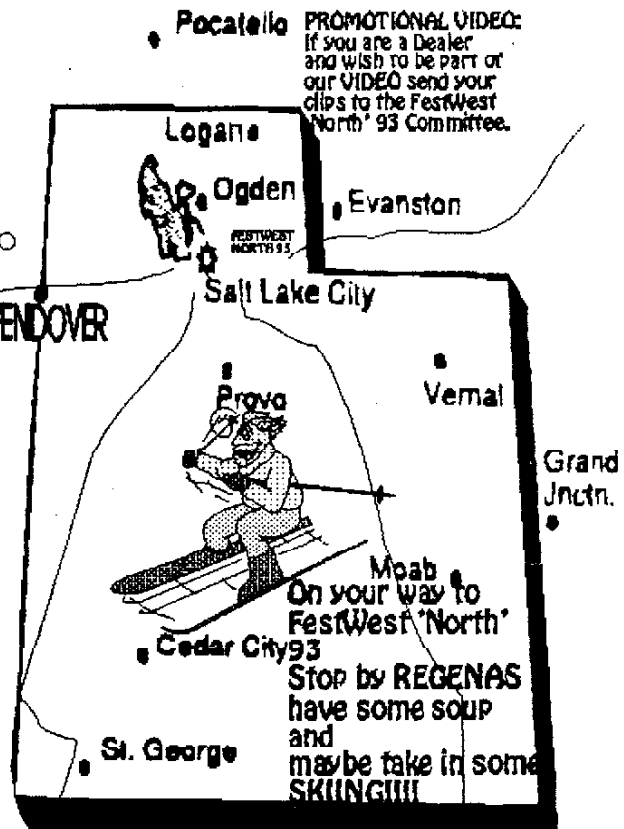 Pocatello
PROMOTIONAL VIDEO:
If you are a Dealer
and wish to be part of
our VIDEO send your
clips to the FestWest
'North' 93 Committee.
Logan
Ogden
Evanston
FESTWEST
NORTH 93
Salt Lake City
ENDOVER
Provo
Vernal
Grand
Jnctn.
Moab
On your way to
FestWest 'North'
93
Cedar City
Stop by REGENAS
have some soup
and
maybe take in some
SKIING!!!!
St. George